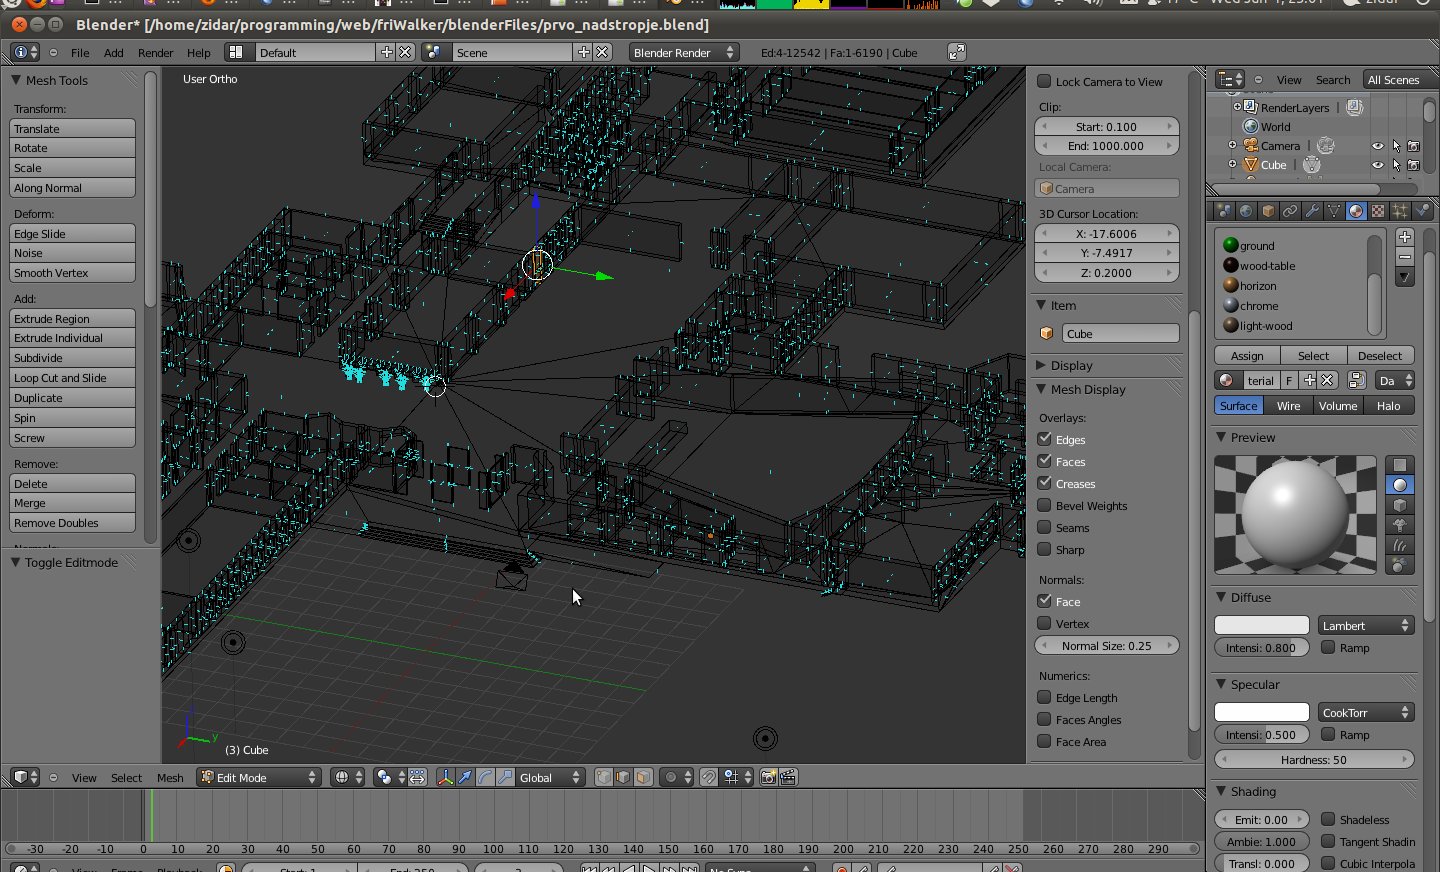 Blender* [/home/zidar/programming/web/friWalker/blenderFiles/prvo_nadstropje.blend]
File Add Render Help Default Scene Blender Render Ed:4-12542 | Fa:1-6190 | Cube
View Search All Scenes
Mesh Tools
Transform:
Translate
Rotate
Scale
Along Normal
Deform:
Edge Slide
Noise
Smooth Vertex
Add:
Extrude Region
Extrude Individual
Subdivide
Loop Cut and Slide
Duplicate
Spin
Screw
Remove:
Delete
Merge
Remove Doubles
Toggle Editmode
User Ortho
y
(3) Cube
Lock Camera to View
Clip:
Start: 0.100
End: 1000.000
Local Camera:
Camera
3D Cursor Location:
X: -17.6006
Y: -7.4917
Z: 0.2000
Item
Cube
Display
Mesh Display
Overlays:
Edges
Faces
Creases
Bevel Weights
Seams
Sharp
Normals:
Face
Vertex
Normal Size: 0.25
Numerics:
Edge Length
Faces Angles
Face Area
RenderLayers |
World
Camera |
Cube |
ground
wood-table
horizon
chrome
light-wood
Assign Select Deselect
terial F Da
Surface Wire Volume Halo
Preview
Diffuse
Lambert
Intensi: 0.800 Ramp
Specular
CookTorr
Intensi: 0.500 Ramp
Hardness: 50
Shading
Emit: 0.00 Shadeless
Ambie: 1.000 Tangent Shadin
Transl: 0.000 Cubic Interpola
View Select Mesh Edit Mode Global
-30 -20 -10 0 10 20 30 40 50 60 70 80 90 100 110 120 130 140 150 160 170 180 190 200 210 220 230 240 250 260 270 280 290